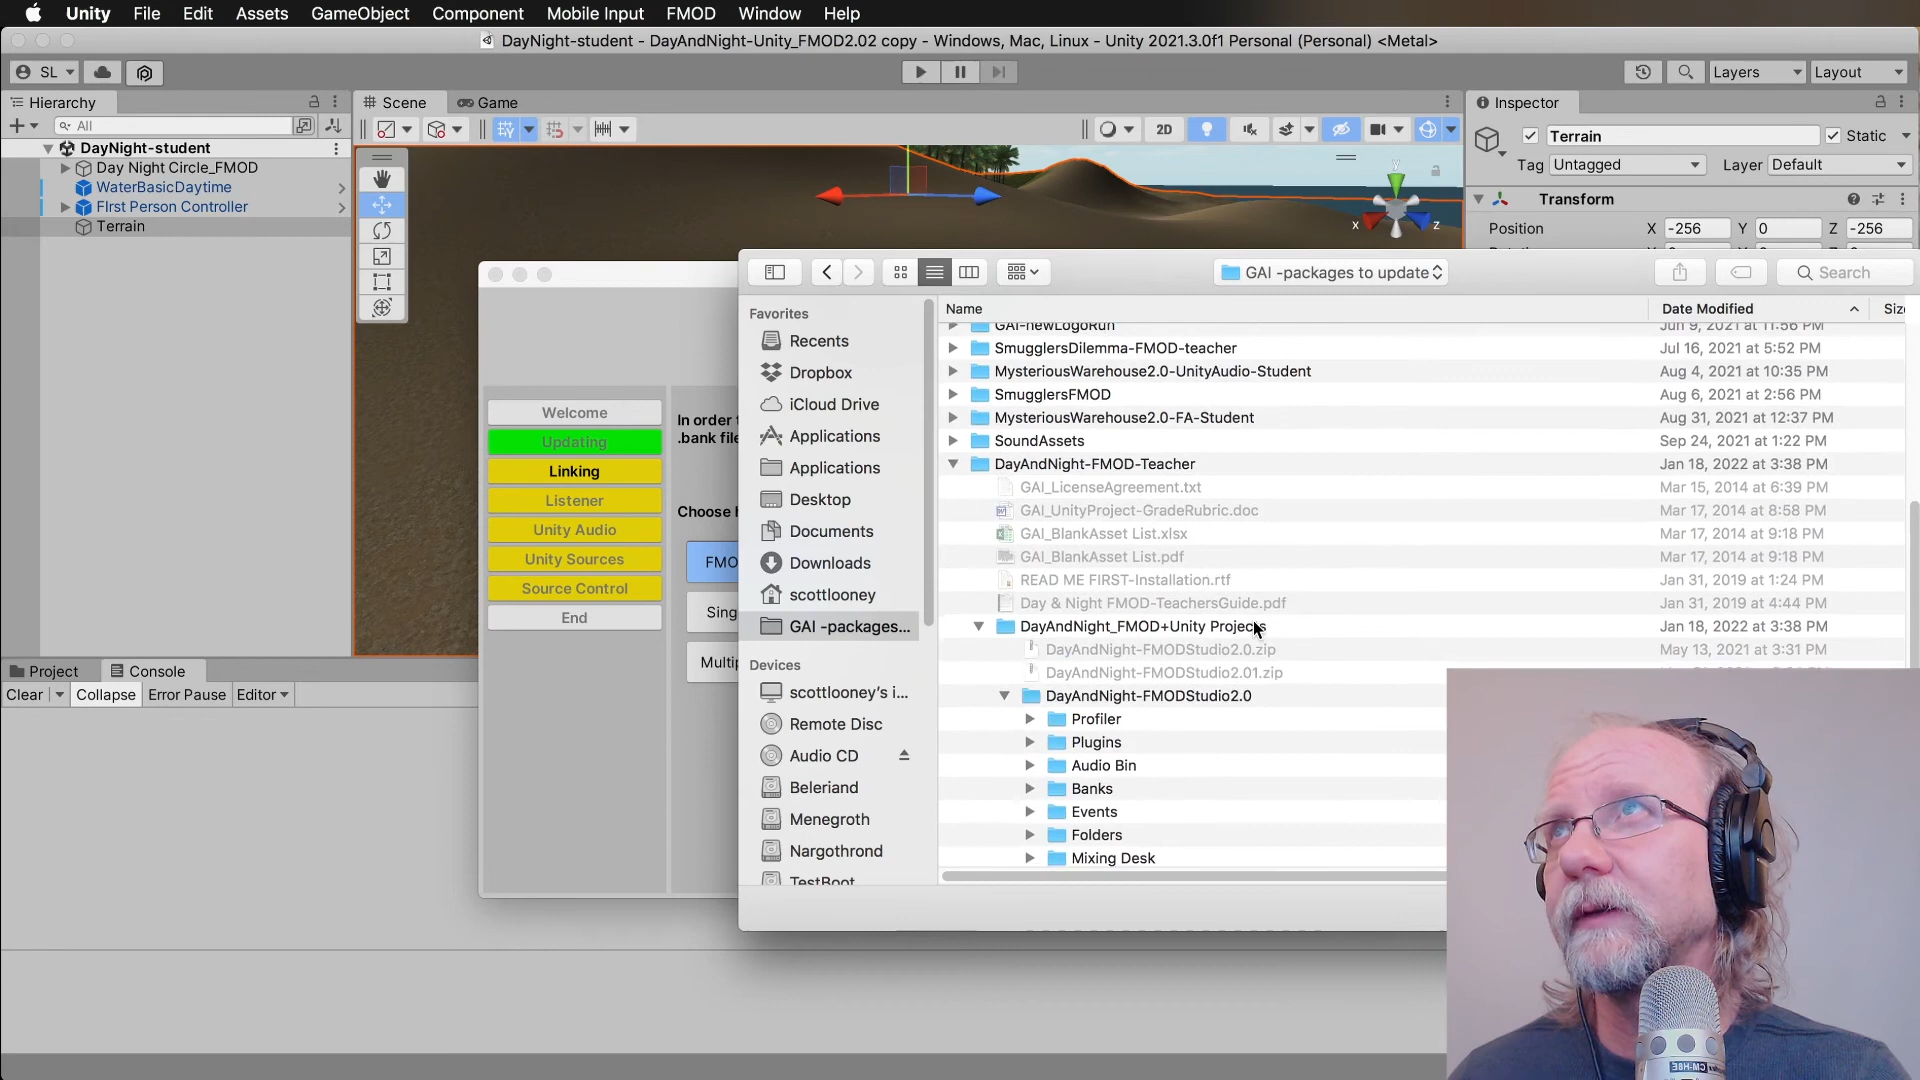 Unity File Edit Assets GameObject Component Mobile Input FMOD Window Help
DayNight-student - DayAndNight-Unity_FMOD2.02 copy - Windows, Mac, Linux - Unity 2021.3.0f1 Personal (Personal) <Metal>
SL Layers Layout
Hierarchy Scene Game Inspector
All 2D Terrain Static
DayNight-student
Tag Untagged Layer Default
Day Night Circle_FMOD
WaterBasicDaytime
FIrst Person Controller
Terrain
Transform
Position X -256 Y 0 Z -256
y
x z
GAI -packages to update Search
Favorites
Recents
Dropbox
iCloud Drive
Applications
Applications
Desktop
Documents
Downloads
scottlooney
GAI -packages...
Devices
scottlooney's i...
Remote Disc
Audio CD
Beleriand
Menegroth
Nargothrond
TestBoot
Name Date Modified Siz
GAI-newLogoRun Jun 9, 2021 at 11:56 PM
SmugglersDilemma-FMOD-teacher Jul 16, 2021 at 5:52 PM
MysteriousWarehouse2.0-UnityAudio-Student Aug 4, 2021 at 10:35 PM
SmugglersFMOD Aug 6, 2021 at 2:56 PM
MysteriousWarehouse2.0-FA-Student Aug 31, 2021 at 12:37 PM
SoundAssets Sep 24, 2021 at 1:22 PM
DayAndNight-FMOD-Teacher Jan 18, 2022 at 3:38 PM
GAI_LicenseAgreement.txt Mar 15, 2014 at 6:39 PM
GAI_UnityProject-GradeRubric.doc Mar 17, 2014 at 8:58 PM
GAI_BlankAsset List.xlsx Mar 17, 2014 at 9:18 PM
GAI_BlankAsset List.pdf Mar 17, 2014 at 9:18 PM
READ ME FIRST-Installation.rtf Jan 31, 2019 at 1:24 PM
Day & Night FMOD-TeachersGuide.pdf Jan 31, 2019 at 4:44 PM
DayAndNight_FMOD+Unity Projects Jan 18, 2022 at 3:38 PM
DayAndNight-FMODStudio2.0.zip May 13, 2021 at 3:31 PM
DayAndNight-FMODStudio2.01.zip
DayAndNight-FMODStudio2.0
Profiler
Plugins
Audio Bin
Banks
Events
Folders
Mixing Desk
Welcome
Updating
Linking
Listener
Unity Audio
Unity Sources
Source Control
End
In order t
.bank file
Choose h
FMO
Sing
Multip
Project Console
Clear Collapse Error Pause Editor
CM-H8E